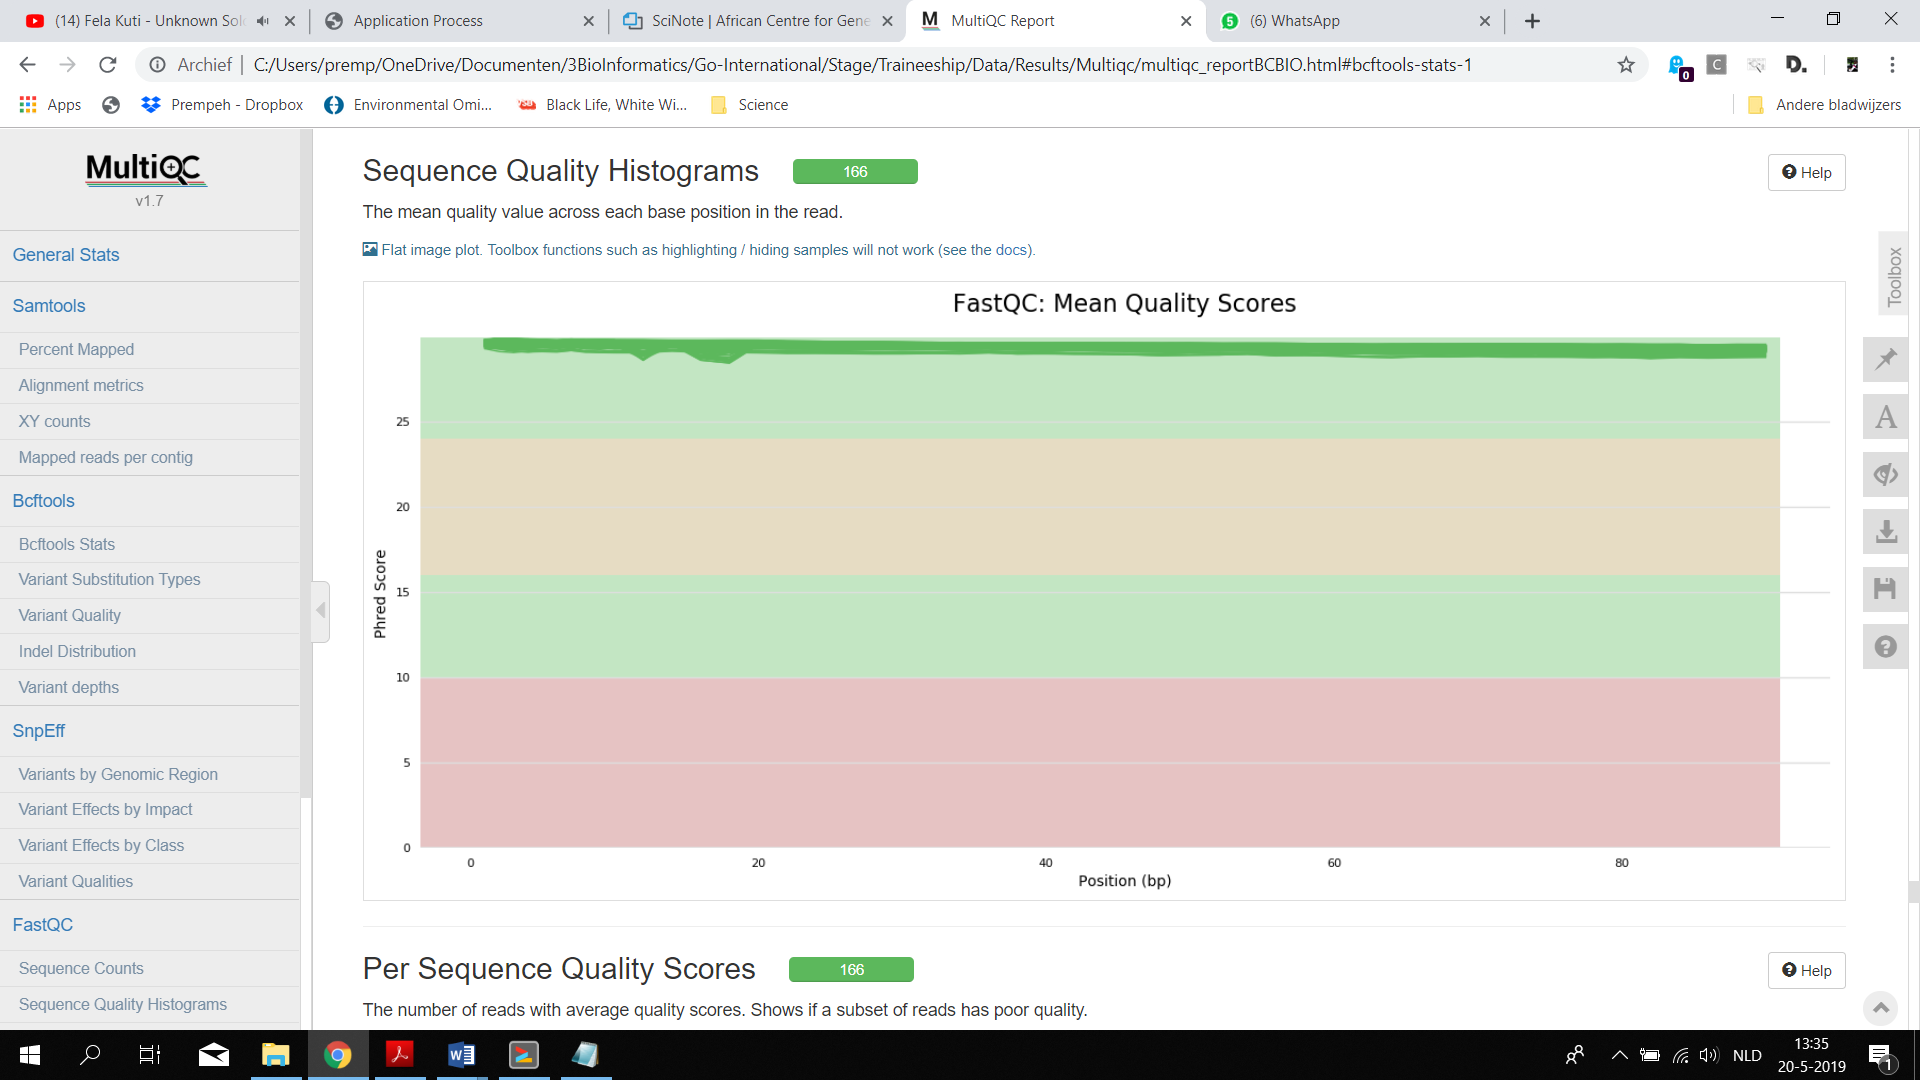 (14) Fela Kuti - Unknown Sol
Application Process
SciNote | African Centre for Gene
M MultiQC Report
5 (6) WhatsApp
Archief | C:/Users/premp/OneDrive/Documenten/3BioInformatics/Go-International/Stage/Traineeship/Data/Results/Multiqc/multiqc_reportBCBIO.html#bcftools-stats-1
0 C D.
Apps
Prempeh - Dropbox
Environmental Omi...
Black Life, White Wi...
Science
Andere bladwijzers
MultiQC
v1.7
General Stats
Samtools
Percent Mapped
Alignment metrics
XY counts
Mapped reads per contig
Bcftools
Bcftools Stats
Variant Substitution Types
Variant Quality
Indel Distribution
Variant depths
SnpEff
Variants by Genomic Region
Variant Effects by Impact
Variant Effects by Class
Variant Qualities
FastQC
Sequence Counts
Sequence Quality Histograms
Sequence Quality Histograms 166
Help
The mean quality value across each base position in the read.
Flat image plot. Toolbox functions such as highlighting / hiding samples will not work (see the docs).
FastQC: Mean Quality Scores
25
20
15
10
5
0
Phred Score
0 20 40 60 80
Position (bp)
Per Sequence Quality Scores 166
Help
The number of reads with average quality scores. Shows if a subset of reads has poor quality.
Toolbox
A
NLD
13:35
20-5-2019
1